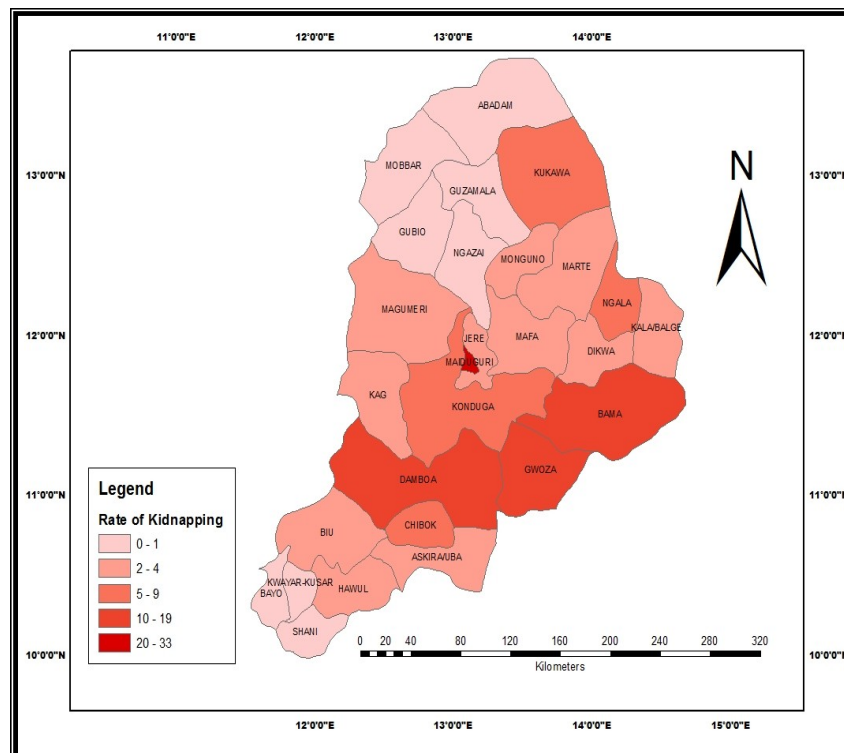 11°0'0"E 12°0'0"E 13°0'0"E 14°0'0"E
N
13°0'0"N 13°0'0"N
12°0'0"N 12°0'0"N
11°0'0"N 11°0'0"N
10°0'0"N 10°0'0"N
ABADAM
MOBBAR
KUKAWA
GUZAMALA
GUBIO
NGAZAI
MONGUNO
MARTE
NGALA
MAGUMERI
KALA/BALGE
JERE
MAFA
DIKWA
MAIDUGURI
KAG
KONDUGA
BAMA
GWOZA
DAMBOA
CHIBOK
BIU
ASKIRA/UBA
KWAYAR-KUSAR
HAWUL
BAYO
SHANI
Legend
Rate of Kidnapping
0 - 1
2 - 4
5 - 9
10 - 19
20 - 33
0 20 40 80 120 160 200 240 280 320
Kilometers
12°0'0"E 13°0'0"E 14°0'0"E 15°0'0"E